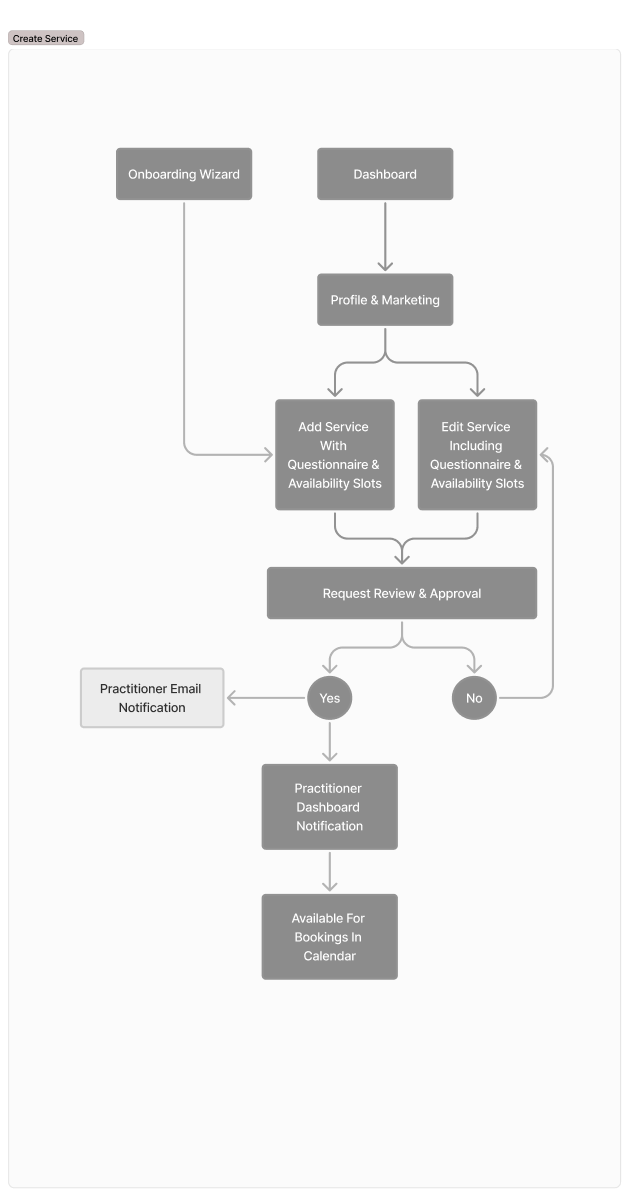 Create Service
Onboarding Wizard
Dashboard
Profile & Marketing
Add Service
With
Questionnaire &
Availability Slots
Edit Service
Including
Questionnaire &
Availability Slots
Request Review & Approval
Practitioner Email
Notification
Yes
No
Practitioner
Dashboard
Notification
Available For
Bookings In
Calendar